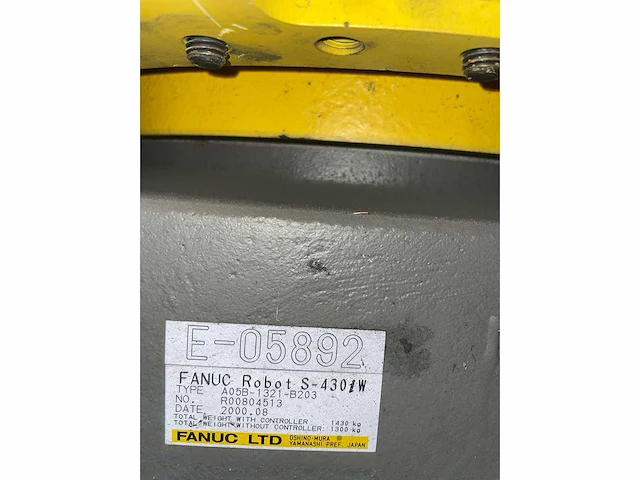 E-05892
FANUC Robot S-430iW
TYPE A05B-1321-B203
NO. R00804513
DATE 2000.08
TOTAL WEIGHT WITH CONTROLLER 1430 kg
TOTAL WEIGHT WITHOUT CONTROLLER: 1300 kg
FANUC LTD OSHINO-MURA
YAMANASHI PREF. JAPAN